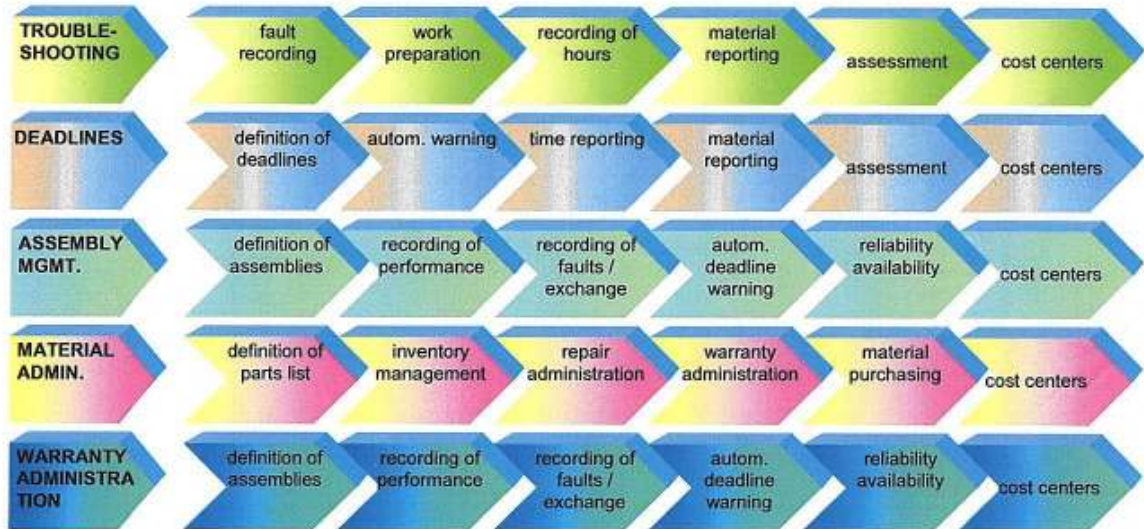 TROUBLE-
SHOOTING
fault
recording
work
preparation
recording of
hours
material
reporting
assessment
cost centers
DEADLINES
definition of
deadlines
autom. warning
time reporting
material
reporting
assessment
cost centers
ASSEMBLY
MGMT.
definition of
assemblies
recording of
performance
recording of
faults /
exchange
autom.
deadline
warning
reliability
availability
cost centers
MATERIAL
ADMIN.
definition of
parts list
inventory
management
repair
administration
warranty
administration
material
purchasing
cost centers
WARRANTY
ADMINISTRA
TION
definition of
assemblies
recording of
performance
recording of
faults /
exchange
autom.
deadline
warning
reliability
availability
cost centers